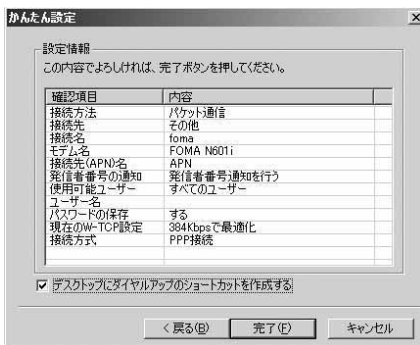 かんたん設定
設定情報
この内容でよろしければ、完了ボタンを押してください。
確認項目 内容
接続方法 パケット通信
接続先 その他
接続名 foma
モデム名 FOMA N601i
接続先(APN)名 APN
発信者番号の通知 発信者番号通知を行う
使用可能ユーザー すべてのユーザー
ユーザー名
パスワードの保存 する
現在のW-TCP設定 384Kbpsで最適化
接続方式 PPP接続
デスクトップにダイヤルアップのショートカットを作成する
< 戻る(B) 完了(F) キャンセル